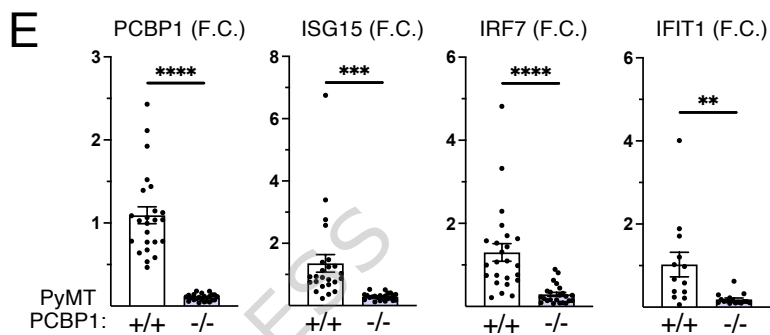 E
PCBP1 (F.C.) ISG15 (F.C.) IRF7 (F.C.) IFIT1 (F.C.)
3 8 6 6
**** *** **** **
6
2 4 4
4
1 2 2 2
ESS
PyMT
PCBP1: +/+ -/- +/+ -/- +/+ -/- +/+ -/-